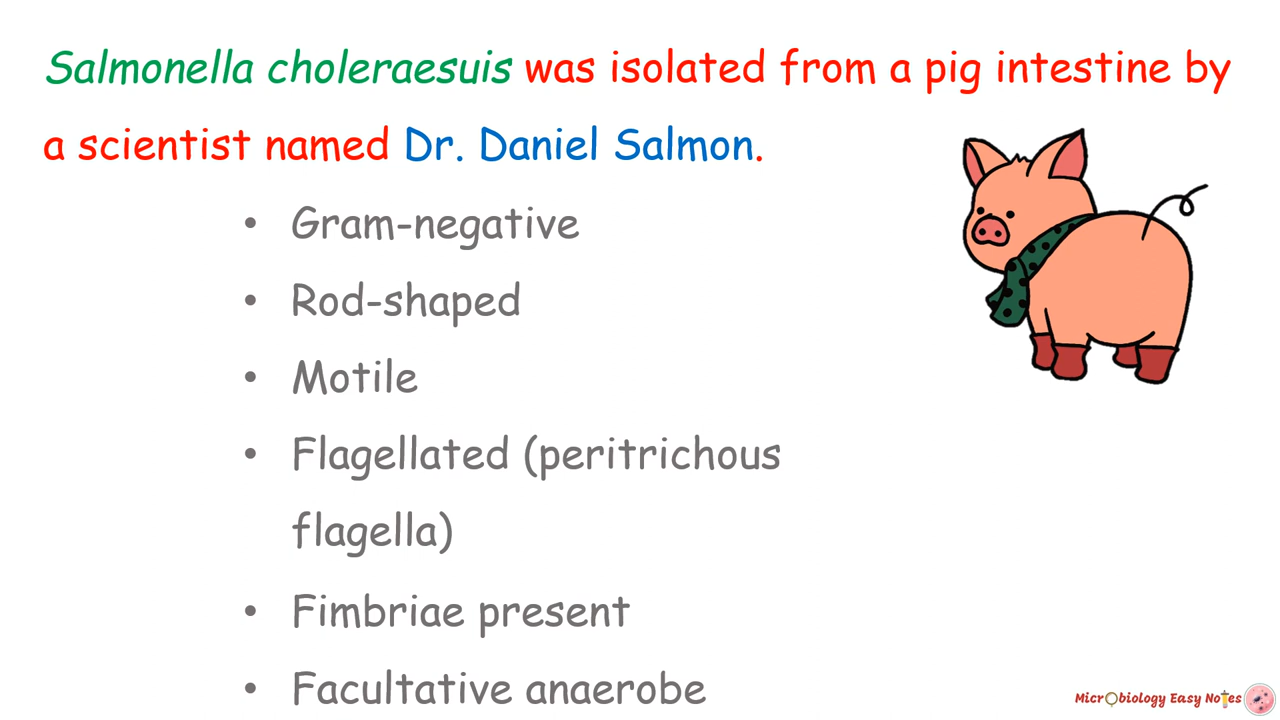 Salmonella choleraesuis was isolated from a pig intestine by
a scientist named Dr. Daniel Salmon.
• Gram-negative
• Rod-shaped
• Motile
• Flagellated (peritrichous
flagella)
• Fimbriae present
• Facultative anaerobe
Microbiology Easy Notes